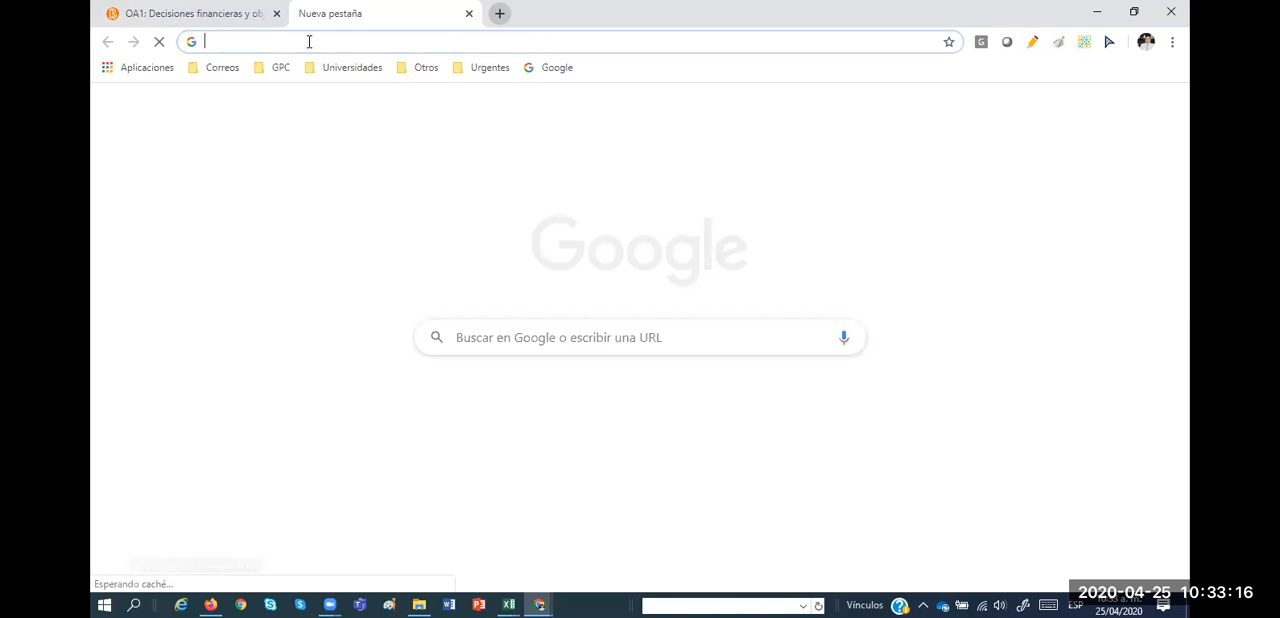 OA1: Decisiones financieras y ob
Nueva pestaña
G
G
Aplicaciones
Correos
GPC
Universidades
Otros
Urgentes
Google
Google
Buscar en Google o escribir una URL
Esperando caché...
Vínculos
ESP
25/04/2020
2020-04-25 10:33:16